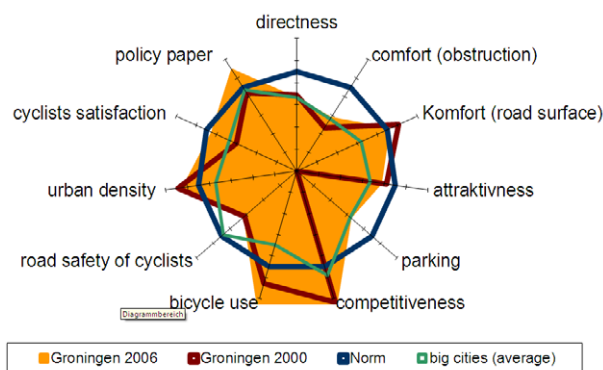 directness
policy paper
comfort (obstruction)
cyclists satisfaction
Komfort (road surface)
urban density
attraktivness
road safety of cyclists
parking
bicycle use
competitiveness
Diagrammbereich
Groningen 2006 Groningen 2000 Norm big cities (average)